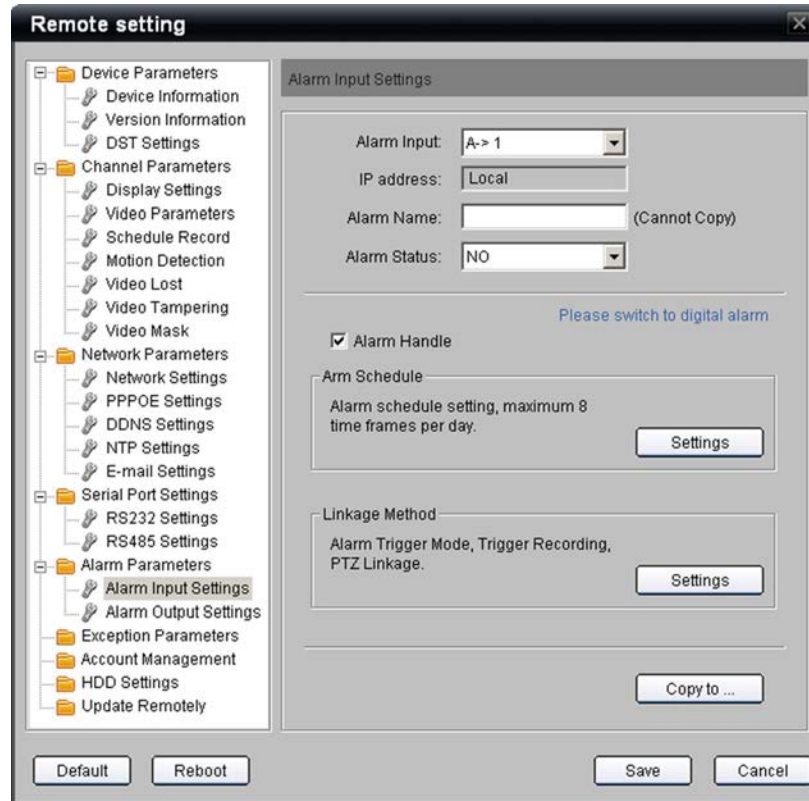 Remote setting
Device Parameters
Device Information
Version Information
DST Settings
Channel Parameters
Display Settings
Video Parameters
Schedule Record
Motion Detection
Video Lost
Video Tampering
Video Mask
Network Parameters
Network Settings
PPPOE Settings
DDNS Settings
NTP Settings
E-mail Settings
Serial Port Settings
RS232 Settings
RS485 Settings
Alarm Parameters
Alarm Input Settings
Alarm Output Settings
Exception Parameters
Account Management
HDD Settings
Update Remotely
Alarm Input Settings
Alarm Input: A-> 1
IP address: Local
Alarm Name: (Cannot Copy)
Alarm Status: NO
Please switch to digital alarm
Alarm Handle
Arm Schedule
Alarm schedule setting, maximum 8
time frames per day.
Settings
Linkage Method
Alarm Trigger Mode, Trigger Recording,
PTZ Linkage.
Settings
Copy to ...
Default Reboot Save Cancel